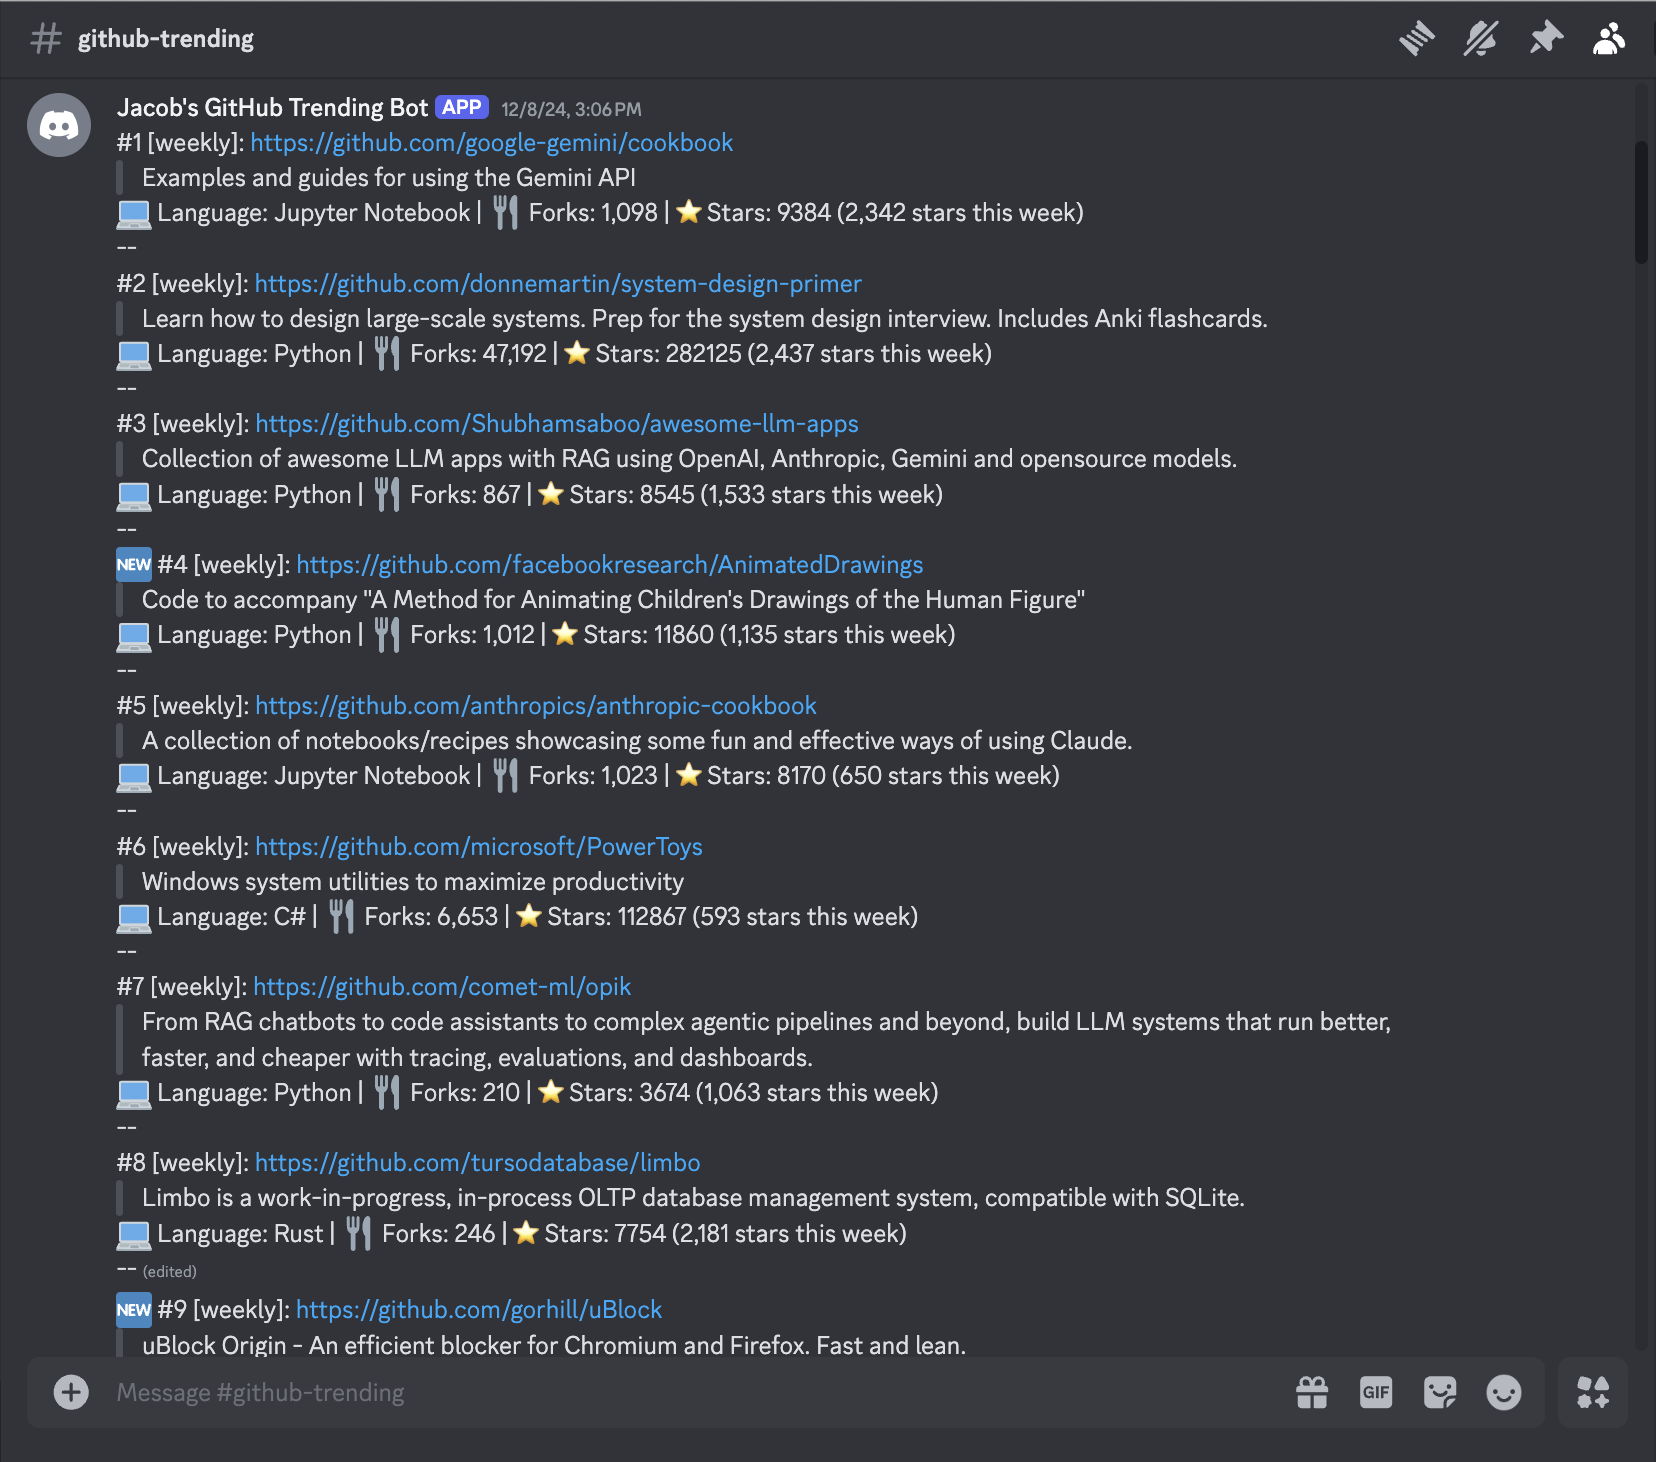 github-trending
Jacob's GitHub Trending Bot APP 12/8/24, 3:06 PM
#1 [weekly]: https://github.com/google-gemini/cookbook
Examples and guides for using the Gemini API
Language: Jupyter Notebook | Forks: 1,098 | Stars: 9384 (2,342 stars this week)
--
#2 [weekly]: https://github.com/donnemartin/system-design-primer
Learn how to design large-scale systems. Prep for the system design interview. Includes Anki flashcards.
Language: Python | Forks: 47,192 | Stars: 282125 (2,437 stars this week)
--
#3 [weekly]: https://github.com/Shubhamsaboo/awesome-llm-apps
Collection of awesome LLM apps with RAG using OpenAI, Anthropic, Gemini and opensource models.
Language: Python | Forks: 867 | Stars: 8545 (1,533 stars this week)
--
NEW #4 [weekly]: https://github.com/facebookresearch/AnimatedDrawings
Code to accompany "A Method for Animating Children's Drawings of the Human Figure"
Language: Python | Forks: 1,012 | Stars: 11860 (1,135 stars this week)
--
#5 [weekly]: https://github.com/anthropics/anthropic-cookbook
A collection of notebooks/recipes showcasing some fun and effective ways of using Claude.
Language: Jupyter Notebook | Forks: 1,023 | Stars: 8170 (650 stars this week)
--
#6 [weekly]: https://github.com/microsoft/PowerToys
Windows system utilities to maximize productivity
Language: C# | Forks: 6,653 | Stars: 112867 (593 stars this week)
--
#7 [weekly]: https://github.com/comet-ml/opik
From RAG chatbots to code assistants to complex agentic pipelines and beyond, build LLM systems that run better,
faster, and cheaper with tracing, evaluations, and dashboards.
Language: Python | Forks: 210 | Stars: 3674 (1,063 stars this week)
--
#8 [weekly]: https://github.com/tursodatabase/limbo
Limbo is a work-in-progress, in-process OLTP database management system, compatible with SQLite.
Language: Rust | Forks: 246 | Stars: 7754 (2,181 stars this week)
-- (edited)
NEW #9 [weekly]: https://github.com/gorhill/uBlock
uBlock Origin - An efficient blocker for Chromium and Firefox. Fast and lean.
Message #github-trending
GIF